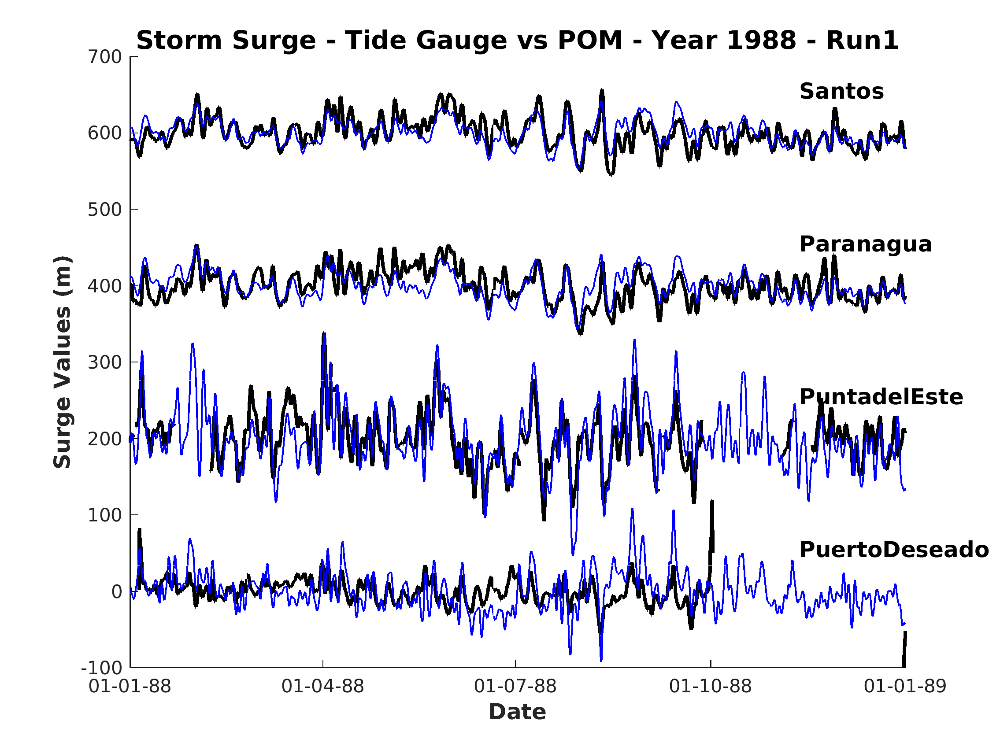 Storm Surge - Tide Gauge vs POM - Year 1988 - Run1
700
600
500
400
300
200
100
0
-100
Surge Values (m)
Santos
Paranagua
PuntadelEste
PuertoDeseado
01-01-88
01-04-88
01-07-88
01-10-88
01-01-89
Date